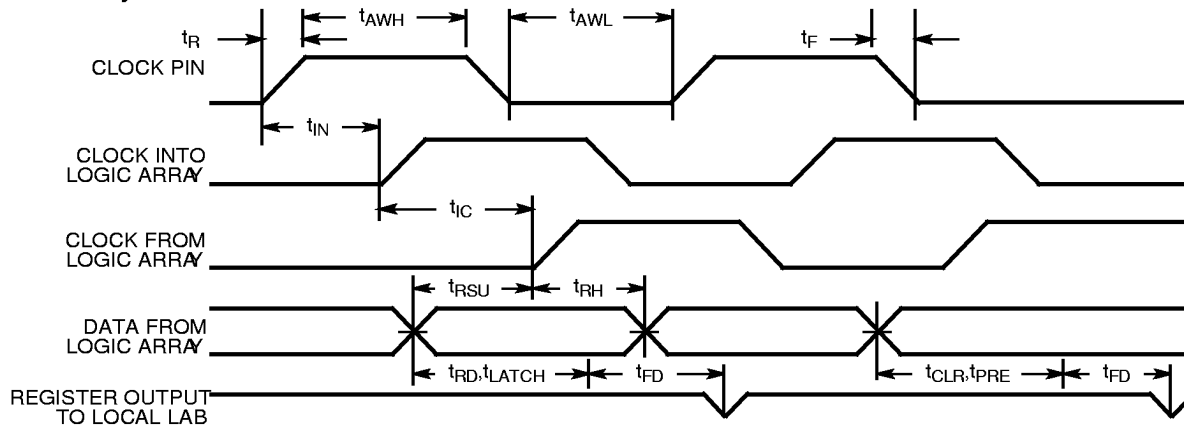 tAWH tAWL
tR tF
CLOCK PIN
tIN
CLOCK INTO
LOGIC ARRAY
tIC
CLOCK FROM
LOGIC ARRAY
tRSU tRH
DATA FROM
LOGIC ARRAY
tRD,tLATCH tFD tCLR,tPRE tFD
REGISTER OUTPUT
TO LOCAL LAB